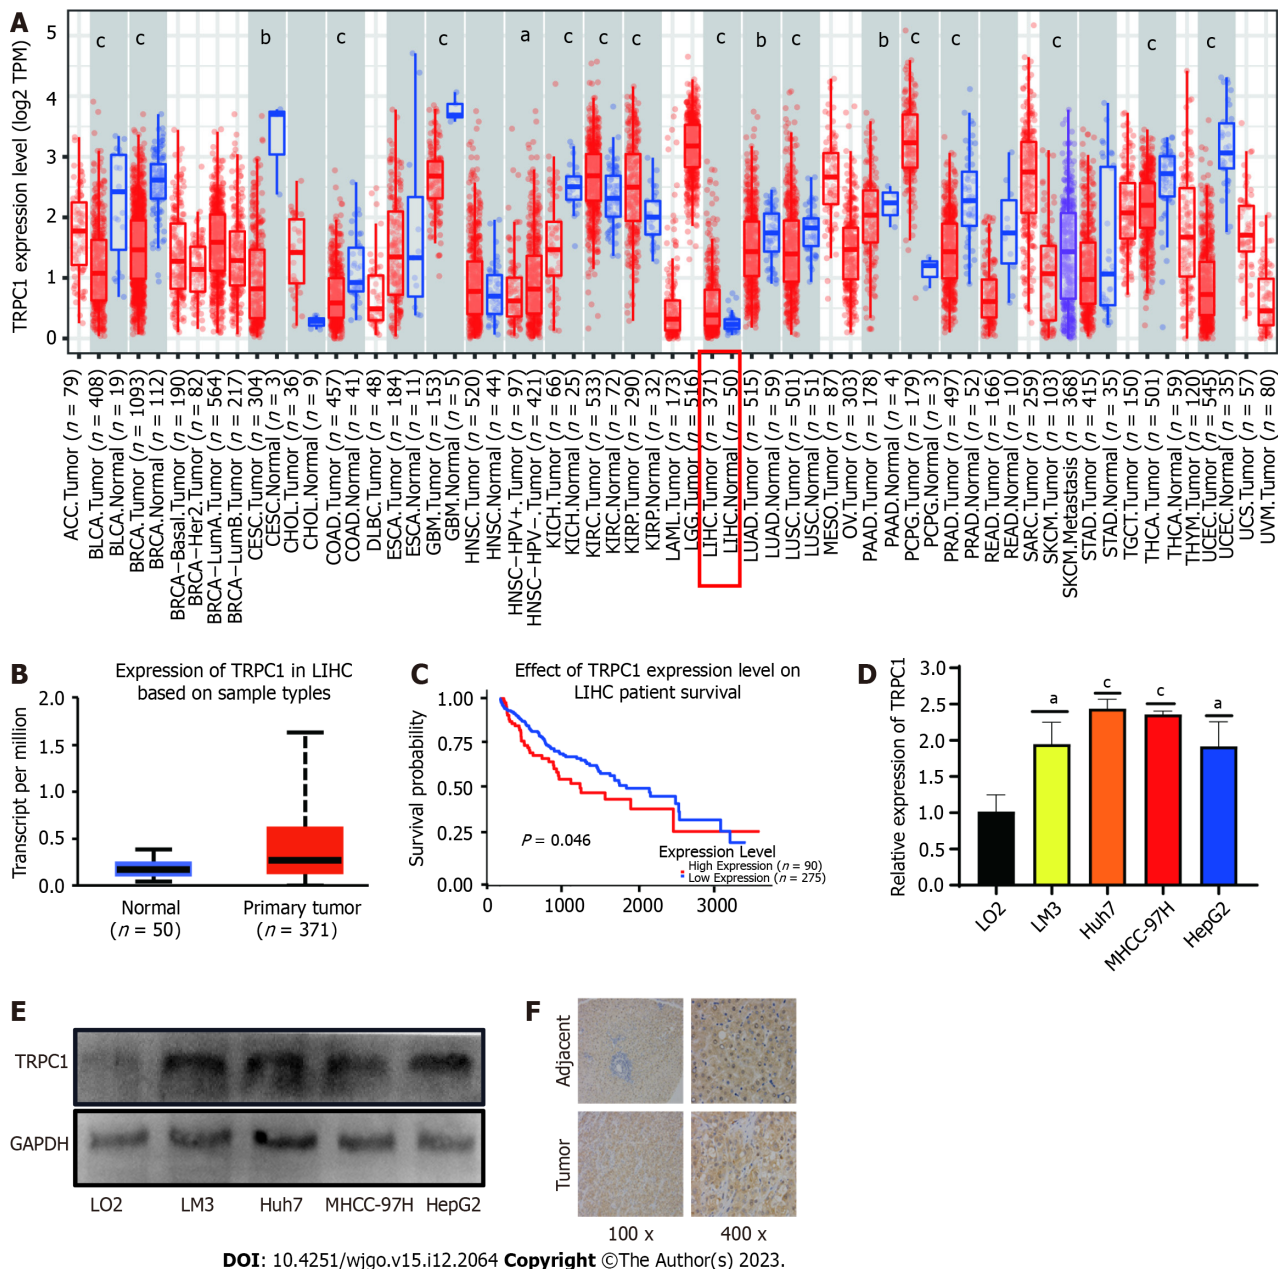 A
TRPC1 expression level (log2 TPM)
5
4
3
2
1
0
c
c
b
c
c
a
c
c
c
c
b
c
b
c
c
c
c
c
ACC.Tumor (n = 79)
BLCA.Tumor (n = 408)
BLCA.Normal (n = 19)
BRCA.Tumor (n = 1093)
BRCA.Normal (n = 112)
BRCA−Basal.Tumor (n = 190)
BRCA−Her2.Tumor (n = 82)
BRCA−LumA.Tumor (n = 564)
BRCA−LumB.Tumor (n = 217)
CESC.Tumor (n = 304)
CESC.Normal (n = 3)
CHOL.Tumor (n = 36)
CHOL.Normal (n = 9)
COAD.Tumor (n = 457)
COAD.Normal (n = 41)
DLBC.Tumor (n = 48)
ESCA.Tumor (n = 184)
ESCA.Normal (n = 11)
GBM.Tumor (n = 153)
GBM.Normal (n = 5)
HNSC.Tumor (n = 520)
HNSC.Normal (n = 44)
HNSC−HPV+.Tumor (n = 97)
HNSC−HPV−.Tumor (n = 421)
KICH.Tumor (n = 66)
KICH.Normal (n = 25)
KIRC.Tumor (n = 533)
KIRC.Normal (n = 72)
KIRP.Tumor (n = 290)
KIRP.Normal (n = 32)
LAML.Tumor (n = 173)
LGG.Tumor (n = 516)
LIHC.Tumor (n = 371)
LIHC.Normal (n = 50)
LUAD.Tumor (n = 515)
LUAD.Normal (n = 59)
LUSC.Tumor (n = 501)
LUSC.Normal (n = 51)
MESO.Tumor (n = 87)
OV.Tumor (n = 303)
PAAD.Tumor (n = 178)
PAAD.Normal (n = 4)
PCPG.Tumor (n = 179)
PCPG.Normal (n = 3)
PRAD.Tumor (n = 497)
PRAD.Normal (n = 52)
READ.Tumor (n = 166)
READ.Normal (n = 10)
SARC.Tumor (n = 259)
SKCM.Tumor (n = 103)
SKCM.Metastasis (n = 368)
STAD.Tumor (n = 415)
STAD.Normal (n = 35)
TGCT.Tumor (n = 150)
THCA.Tumor (n = 501)
THCA.Normal (n = 59)
THYM.Tumor (n = 120)
UCEC.Tumor (n = 545)
UCEC.Normal (n = 35)
UCS.Tumor (n = 57)
UVM.Tumor (n = 80)
B
Expression of TRPC1 in LIHC
based on sample typles
Transcript per million
2.0
1.5
1.0
0.5
0.0
Normal
(n = 50)
Primary tumor
(n = 371)
C
Effect of TRPC1 expression level on
LIHC patient survival
Survival probability
1.00
0.75
0.50
0.25
0.00
P = 0.046
Expression Level
High Expression (n = 90)
Low Expression (n = 275)
0 1000 2000 3000
D
Relative expression of TRPC1
3.0
2.5
2.0
1.5
1.0
0.5
0.0
a
c
c
a
LO2
LM3
Huh7
MHCC-97H
HepG2
E
TRPC1
GAPDH
LO2 LM3 Huh7 MHCC-97H HepG2
F
Adjacent
Tumor
100 x 400 x
DOI: 10.4251/wjgo.v15.i12.2064 Copyright ©The Author(s) 2023.